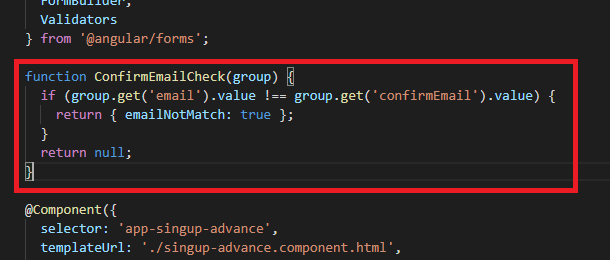 FormBuilder,
Validators
} from '@angular/forms';
function ConfirmEmailCheck(group) {
if (group.get('email').value !== group.get('confirmEmail').value) {
return { emailNotMatch: true };
}
return null;
}
@Component({
selector: 'app-singup-advance',
templateUrl: './singup-advance.component.html',